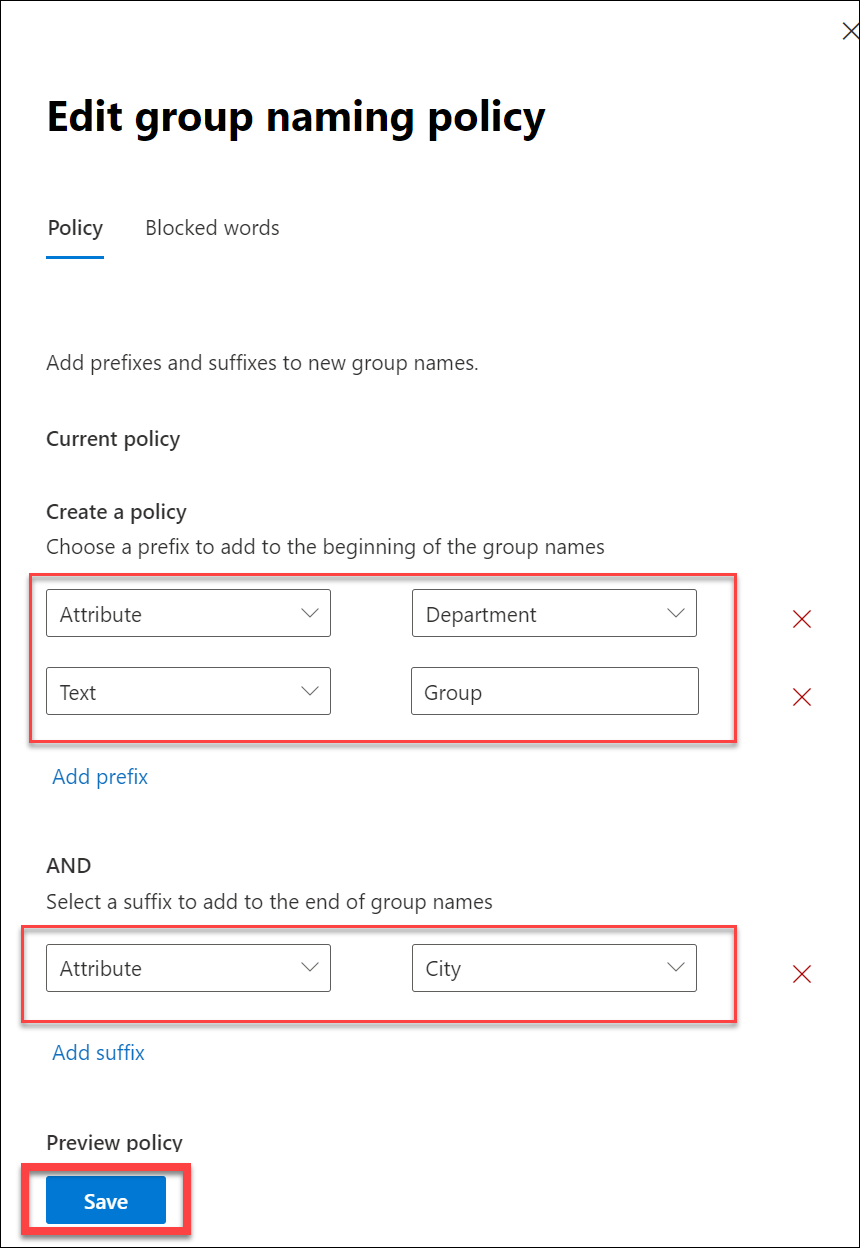 Edit group naming policy
Policy Blocked words
Add prefixes and suffixes to new group names.
Current policy
Create a policy
Choose a prefix to add to the beginning of the group names
Attribute Department
Text Group
Add prefix
AND
Select a suffix to add to the end of group names
Attribute City
Add suffix
Preview policy
Save